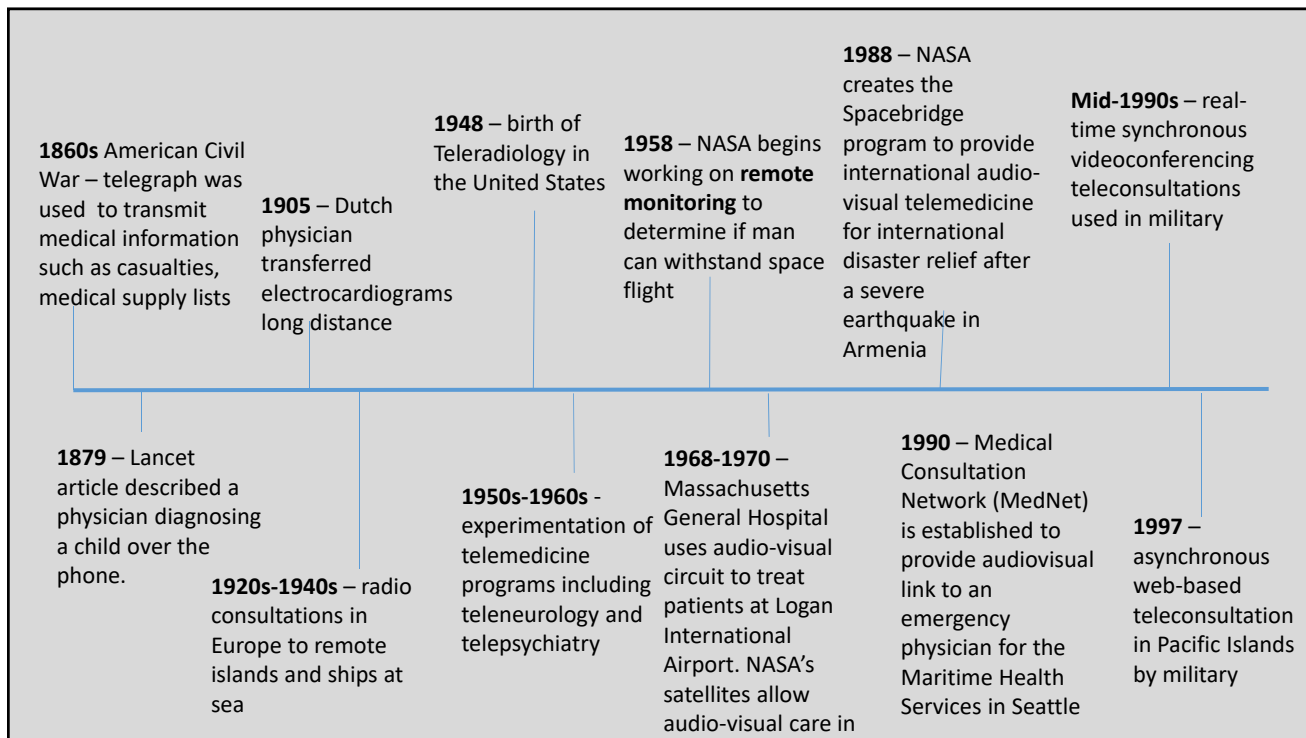 1860s American Civil
War – telegraph was
used  to transmit
medical information
such as casualties,
medical supply lists
1879 – Lancet
article described a
physician diagnosing
a child over the
phone.
1905 – Dutch
physician
transferred
electrocardiograms
long distance
1920s-1940s – radio
consultations in
Europe to remote
islands and ships at
sea
1948 – birth of
Teleradiology in
the United States
1950s-1960s -
experimentation of
telemedicine
programs including
teleneurology and
telepsychiatry
1958 – NASA begins
working on remote
monitoring to
determine if man
can withstand space
flight
1968-1970 –
Massachusetts
General Hospital
uses audio-visual
circuit to treat
patients at Logan
International
Airport. NASA’s
satellites allow
audio-visual care in
1988 – NASA
creates the
Spacebridge
program to provide
international audio-
visual telemedicine
for international
disaster relief after
a severe
earthquake in
Armenia
1990 – Medical
Consultation
Network (MedNet)
is established to
provide audiovisual
link to an
emergency
physician for the
Maritime Health
Services in Seattle
Mid-1990s – real-
time synchronous
videoconferencing
teleconsultations
used in military
1997 –
asynchronous
web-based
teleconsultation
in Pacific Islands
by military